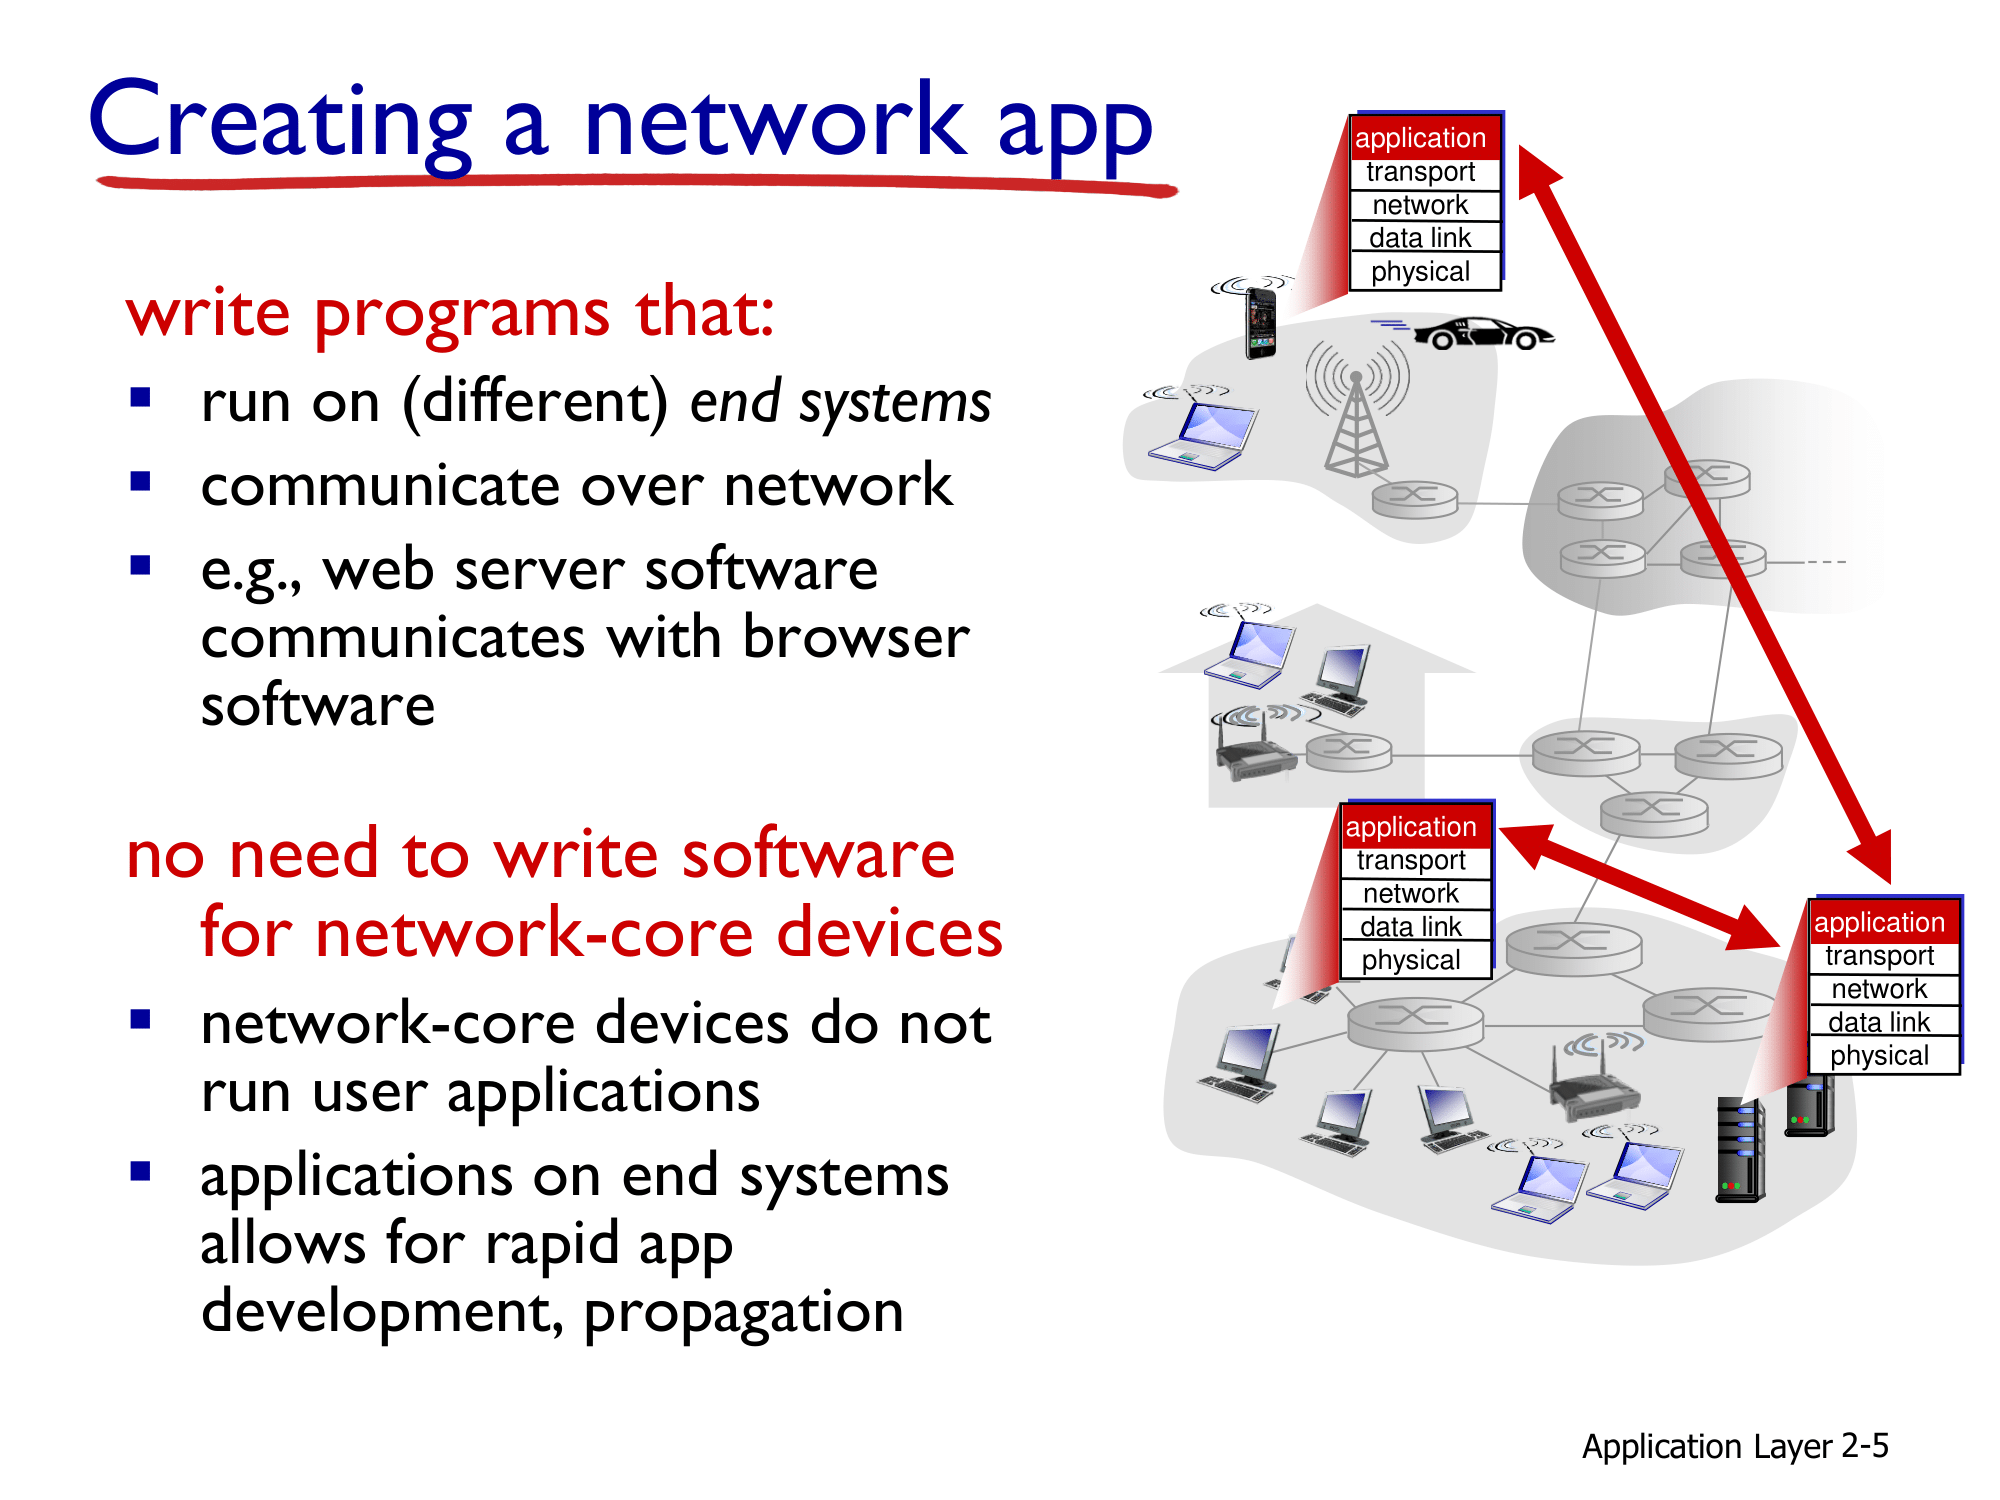 Creating a network app
write programs that:
▪ run on (different) end systems
▪ communicate over network
▪ e.g., web server software
communicates with browser
software
no need to write software
for network-core devices
▪ network-core devices do not
run user applications
▪ applications on end systems
allows for rapid app
development, propagation
application
transport
network
data link
physical
application
transport
network
data link
physical
application
transport
network
data link
physical
Application Layer 2-5